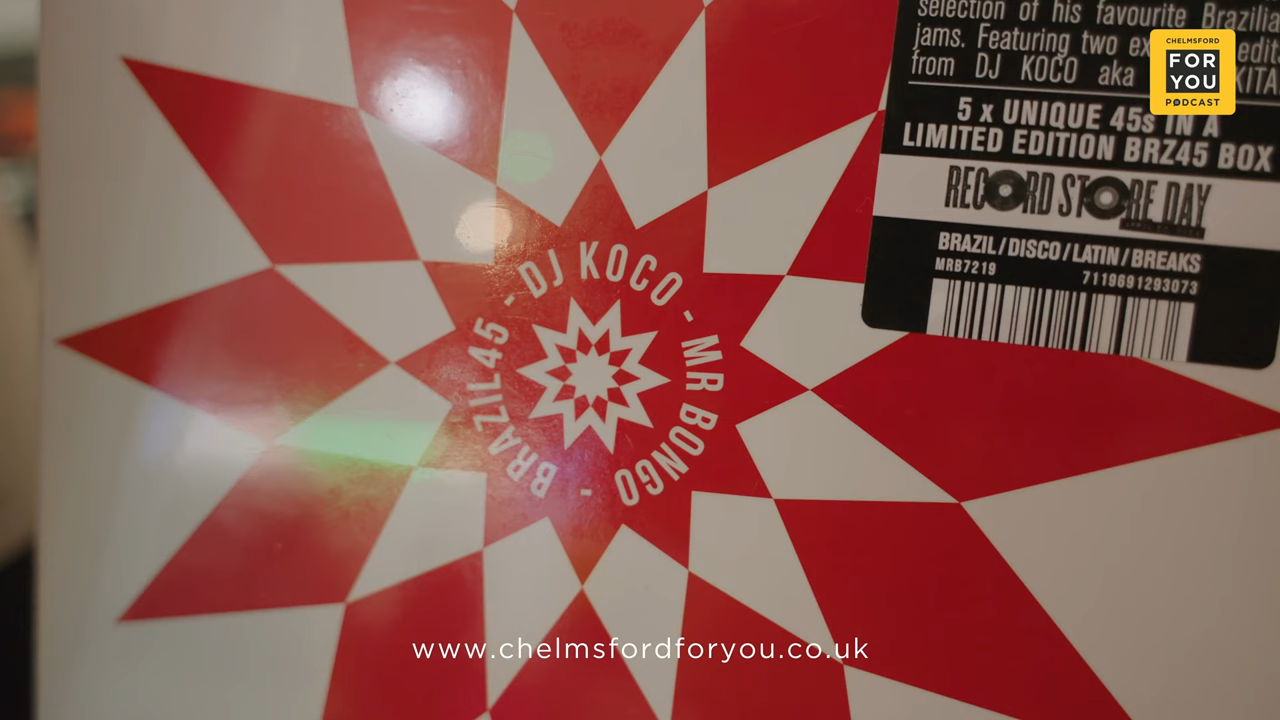 selection of his favourite
jams. Featuring two
from DJ KOCO aka
5 x UNIQUE 45s IN A
LIMITED EDITION BRZ45 BOX
RECORD STORE DAY
BRAZIL/DISCO/LATIN/BREAKS
MRB7219
7119691293073
CHELMSFORD
FOR
YOU
PODCAST
- DJ KOCO - MR BONGO - BRAZIL45
www.chelmsfordforyou.co.uk